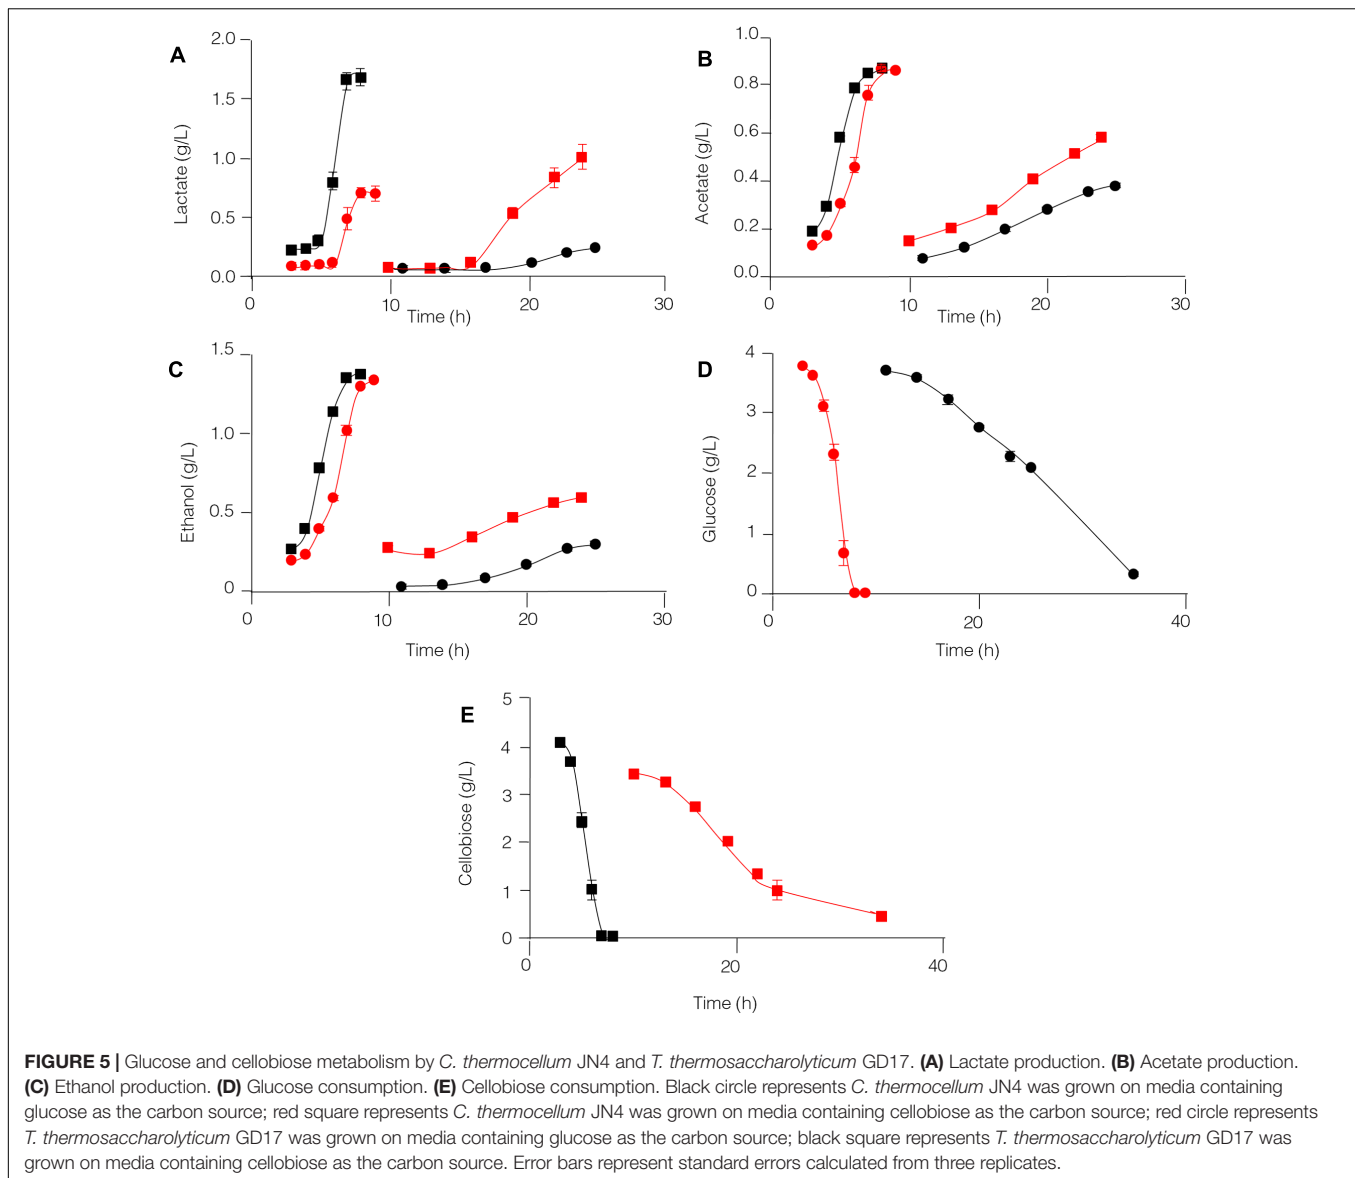 A
Lactate (g/L)
2.0
1.5
1.0
0.5
0.0
0
10
20
30
Time (h)
B
Acetate (g/L)
1.0
0.8
0.6
0.4
0.2
0.0
0
10
20
30
Time (h)
C
Ethanol (g/L)
1.5
1.0
0.5
0
0
10
20
30
Time (h)
D
Glucose (g/L)
4
3
2
1
0
0
20
40
Time (h)
E
Cellobiose (g/L)
5
4
3
2
1
0
0
20
40
Time (h)
FIGURE 5 | Glucose and cellobiose metabolism by C. thermocellum JN4 and T. thermosaccharolyticum GD17. (A) Lactate production. (B) Acetate production.
(C) Ethanol production. (D) Glucose consumption. (E) Cellobiose consumption. Black circle represents C. thermocellum JN4 was grown on media containing
glucose as the carbon source; red square represents C. thermocellum JN4 was grown on media containing cellobiose as the carbon source; red circle represents
T. thermosaccharolyticum GD17 was grown on media containing glucose as the carbon source; black square represents T. thermosaccharolyticum GD17 was
grown on media containing cellobiose as the carbon source. Error bars represent standard errors calculated from three replicates.